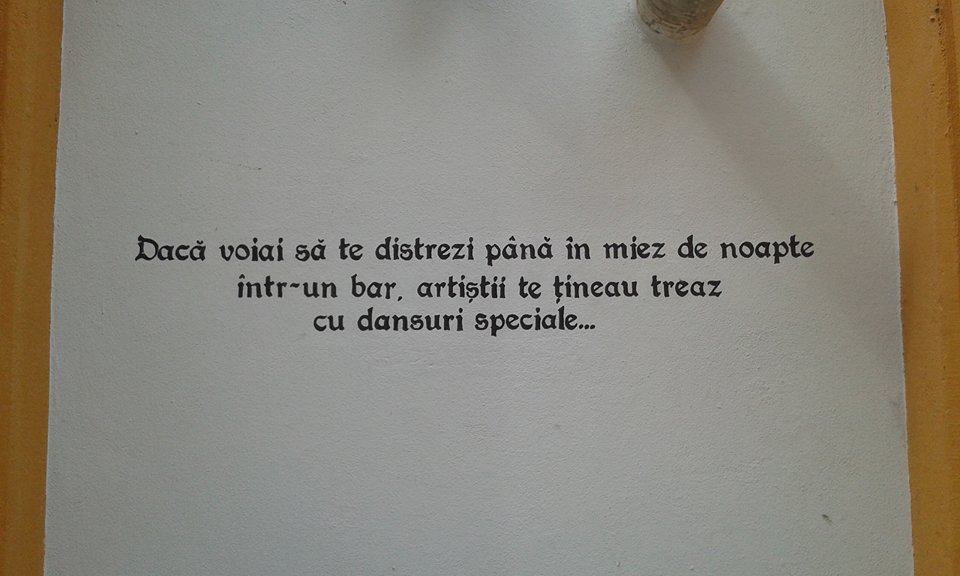 Dacă voiai să te distrezi până în miez de noapte
într-un bar, artiștii te țineau treaz
cu dansuri speciale...